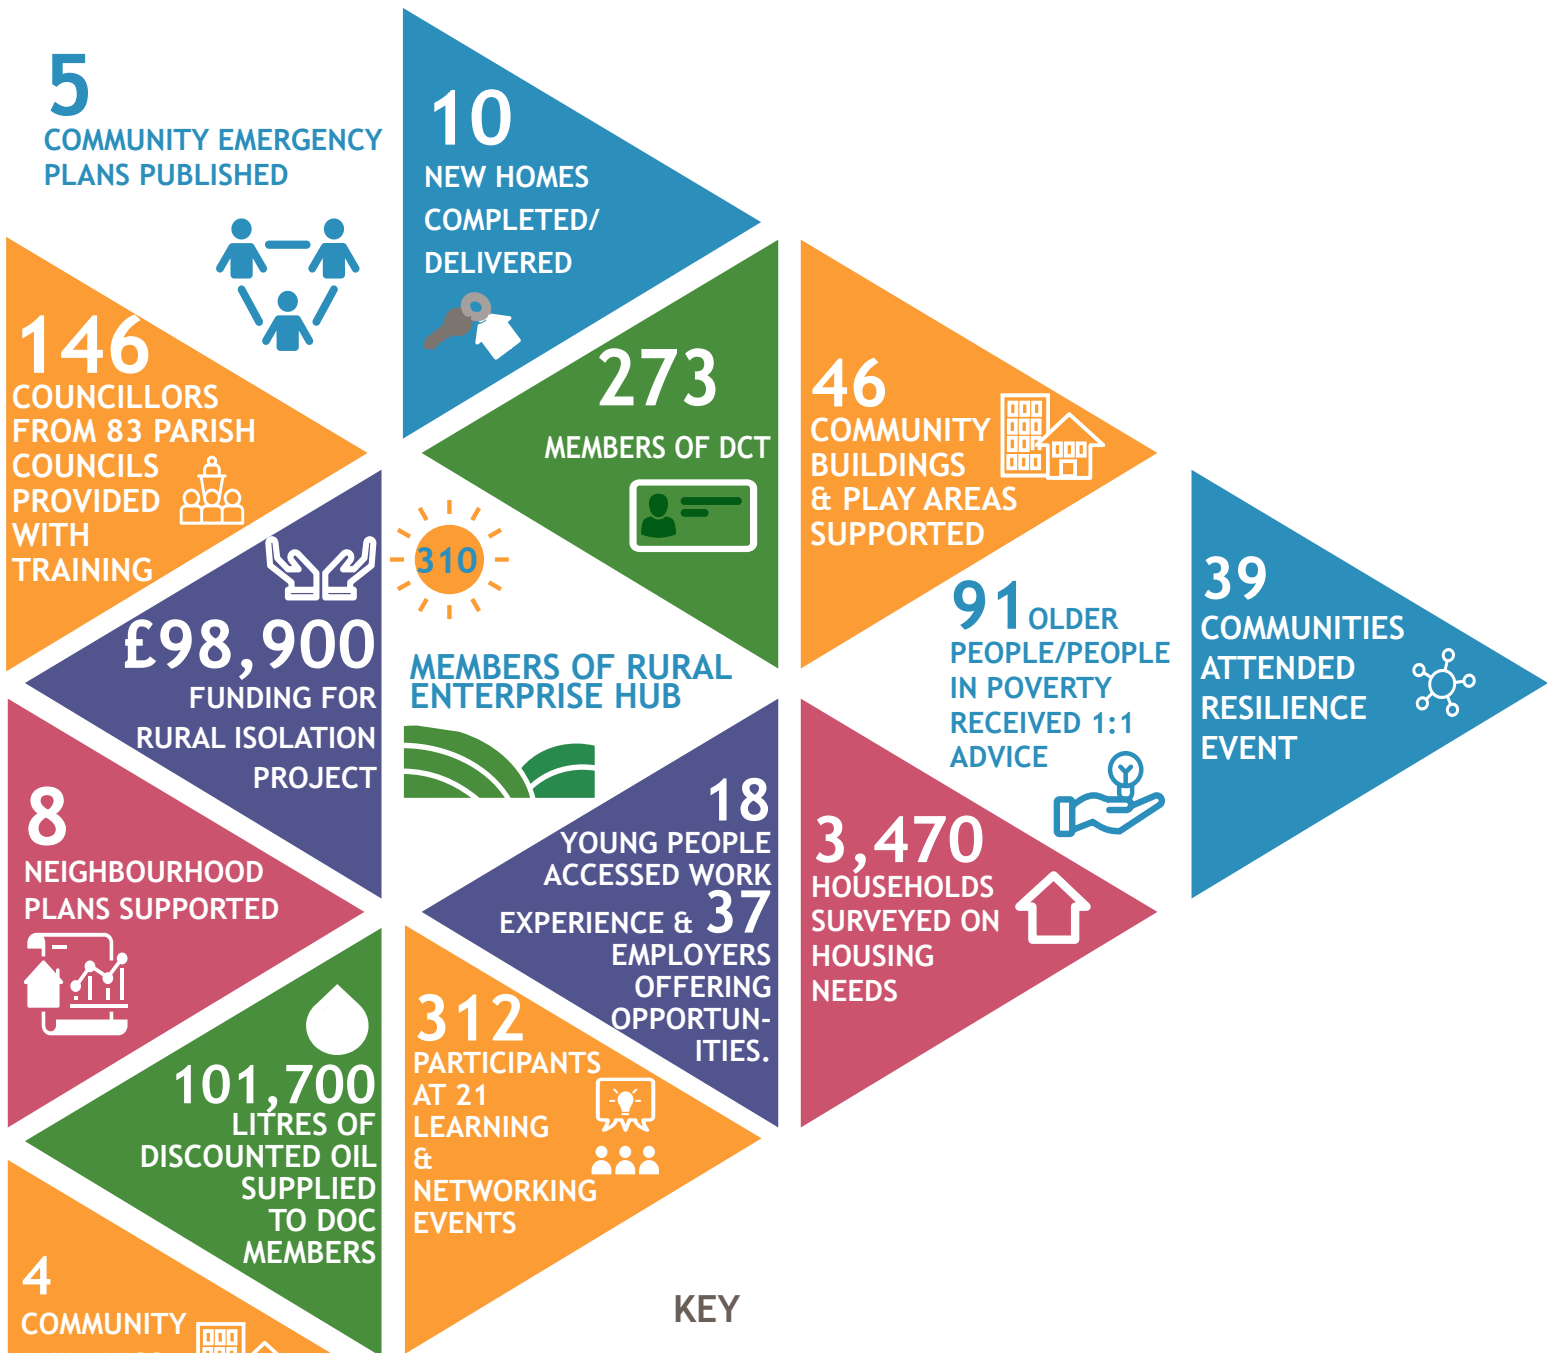 5
COMMUNITY EMERGENCY
PLANS PUBLISHED
10
NEW HOMES
COMPLETED/
DELIVERED
146
COUNCILLORS
FROM 83 PARISH
COUNCILS
PROVIDED
WITH
TRAINING
273
MEMBERS OF DCT
46
COMMUNITY
BUILDINGS
& PLAY AREAS
SUPPORTED
£98,900
FUNDING FOR
RURAL ISOLATION
PROJECT
310
MEMBERS OF RURAL
ENTERPRISE HUB
91 OLDER
PEOPLE/PEOPLE
IN POVERTY
RECEIVED 1:1
ADVICE
39
COMMUNITIES
ATTENDED
RESILIENCE
EVENT
8
NEIGHBOURHOOD
PLANS SUPPORTED
18
YOUNG PEOPLE
ACCESSED WORK
EXPERIENCE & 37
EMPLOYERS
OFFERING
OPPORTUN-
ITIES.
3,470
HOUSEHOLDS
SURVEYED ON
HOUSING
NEEDS
101,700
LITRES OF
DISCOUNTED OIL
SUPPLIED
TO DOC
MEMBERS
312
PARTICIPANTS
AT 21
LEARNING
&
NETWORKING
EVENTS
4
COMMUNITY
KEY